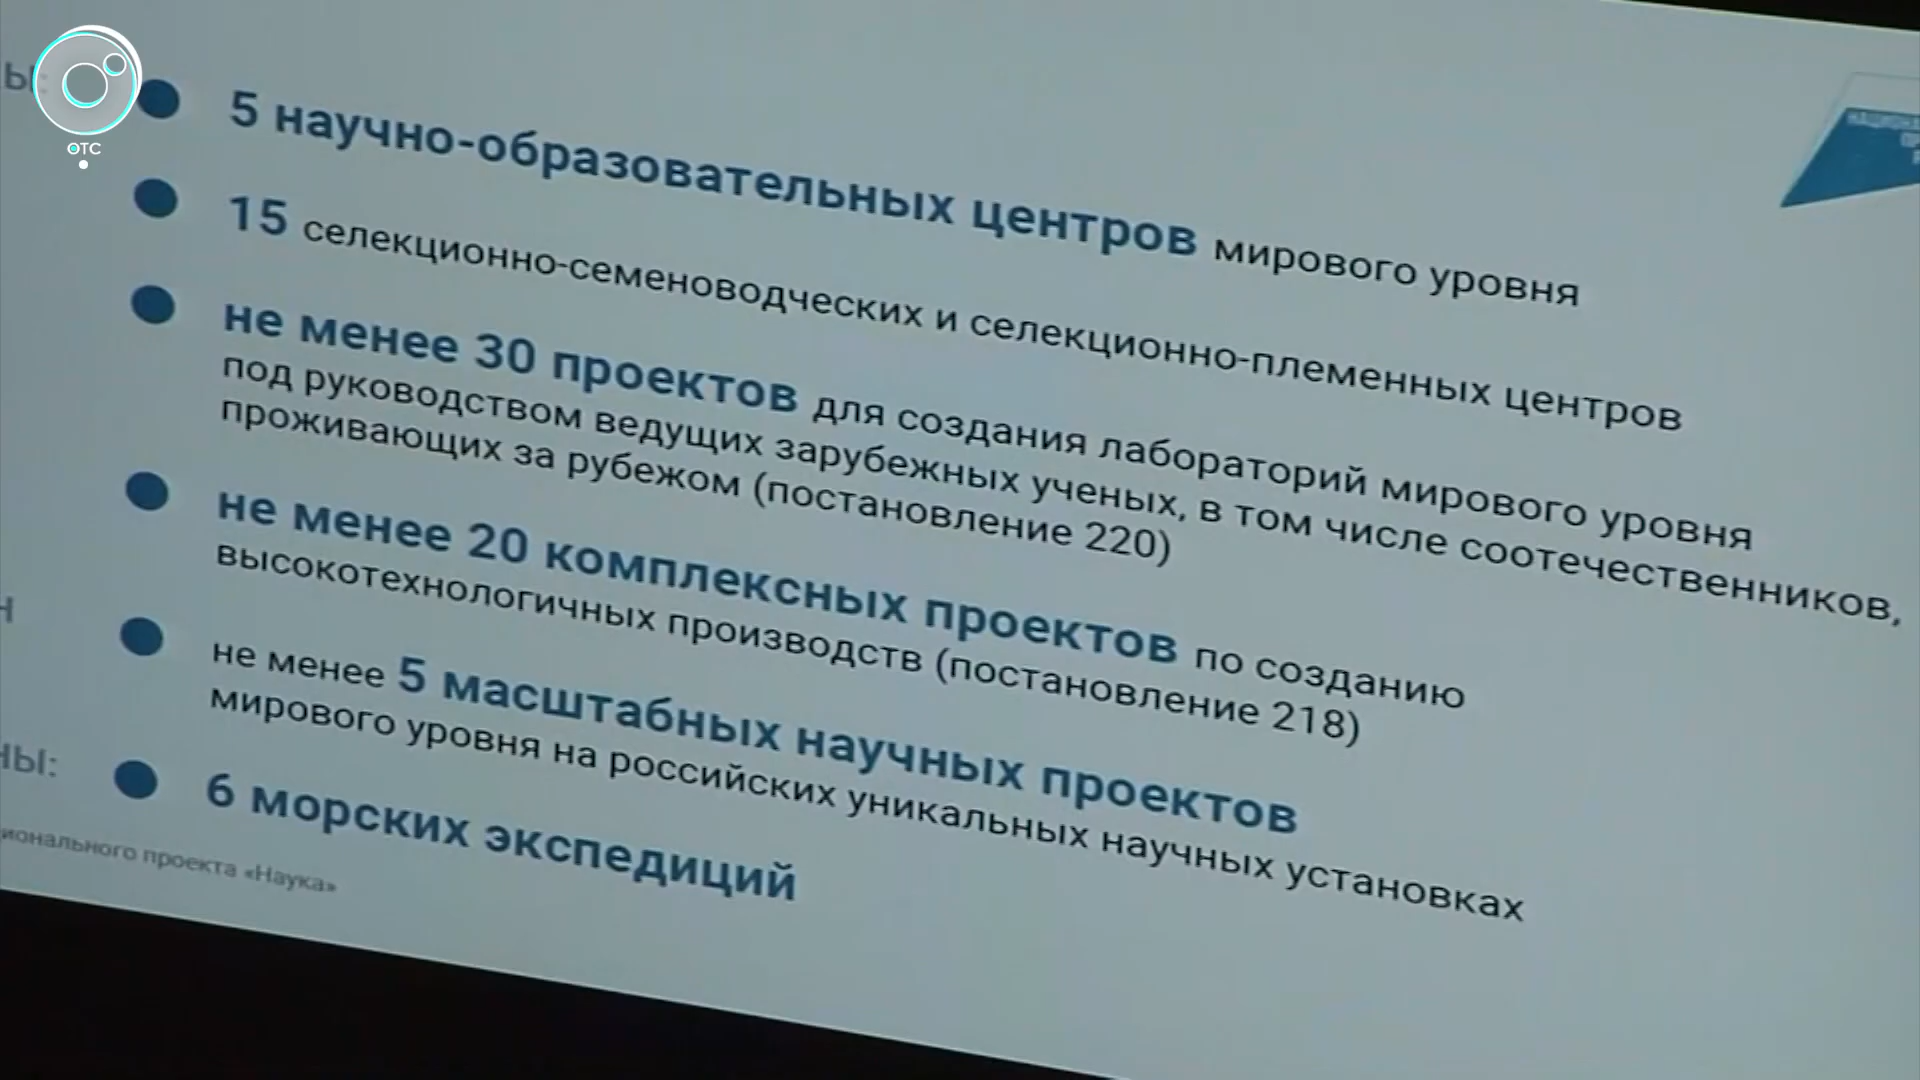 ОТС
ы:
5 научно-образовательных центров мирового уровня
15 селекционно-семеноводческих и селекционно-племенных центров
не менее 30 проектов для создания лабораторий мирового уровня
под руководством ведущих зарубежных ученых, в том числе соотечественников,
проживающих за рубежом (постановление 220)
не менее 20 комплексных проектов по созданию
высокотехнологичных производств (постановление 218)
н
не менее 5 масштабных научных проектов
мирового уровня на российских уникальных научных установках
ны:
6 морских экспедиций
ионального проекта «Наука»